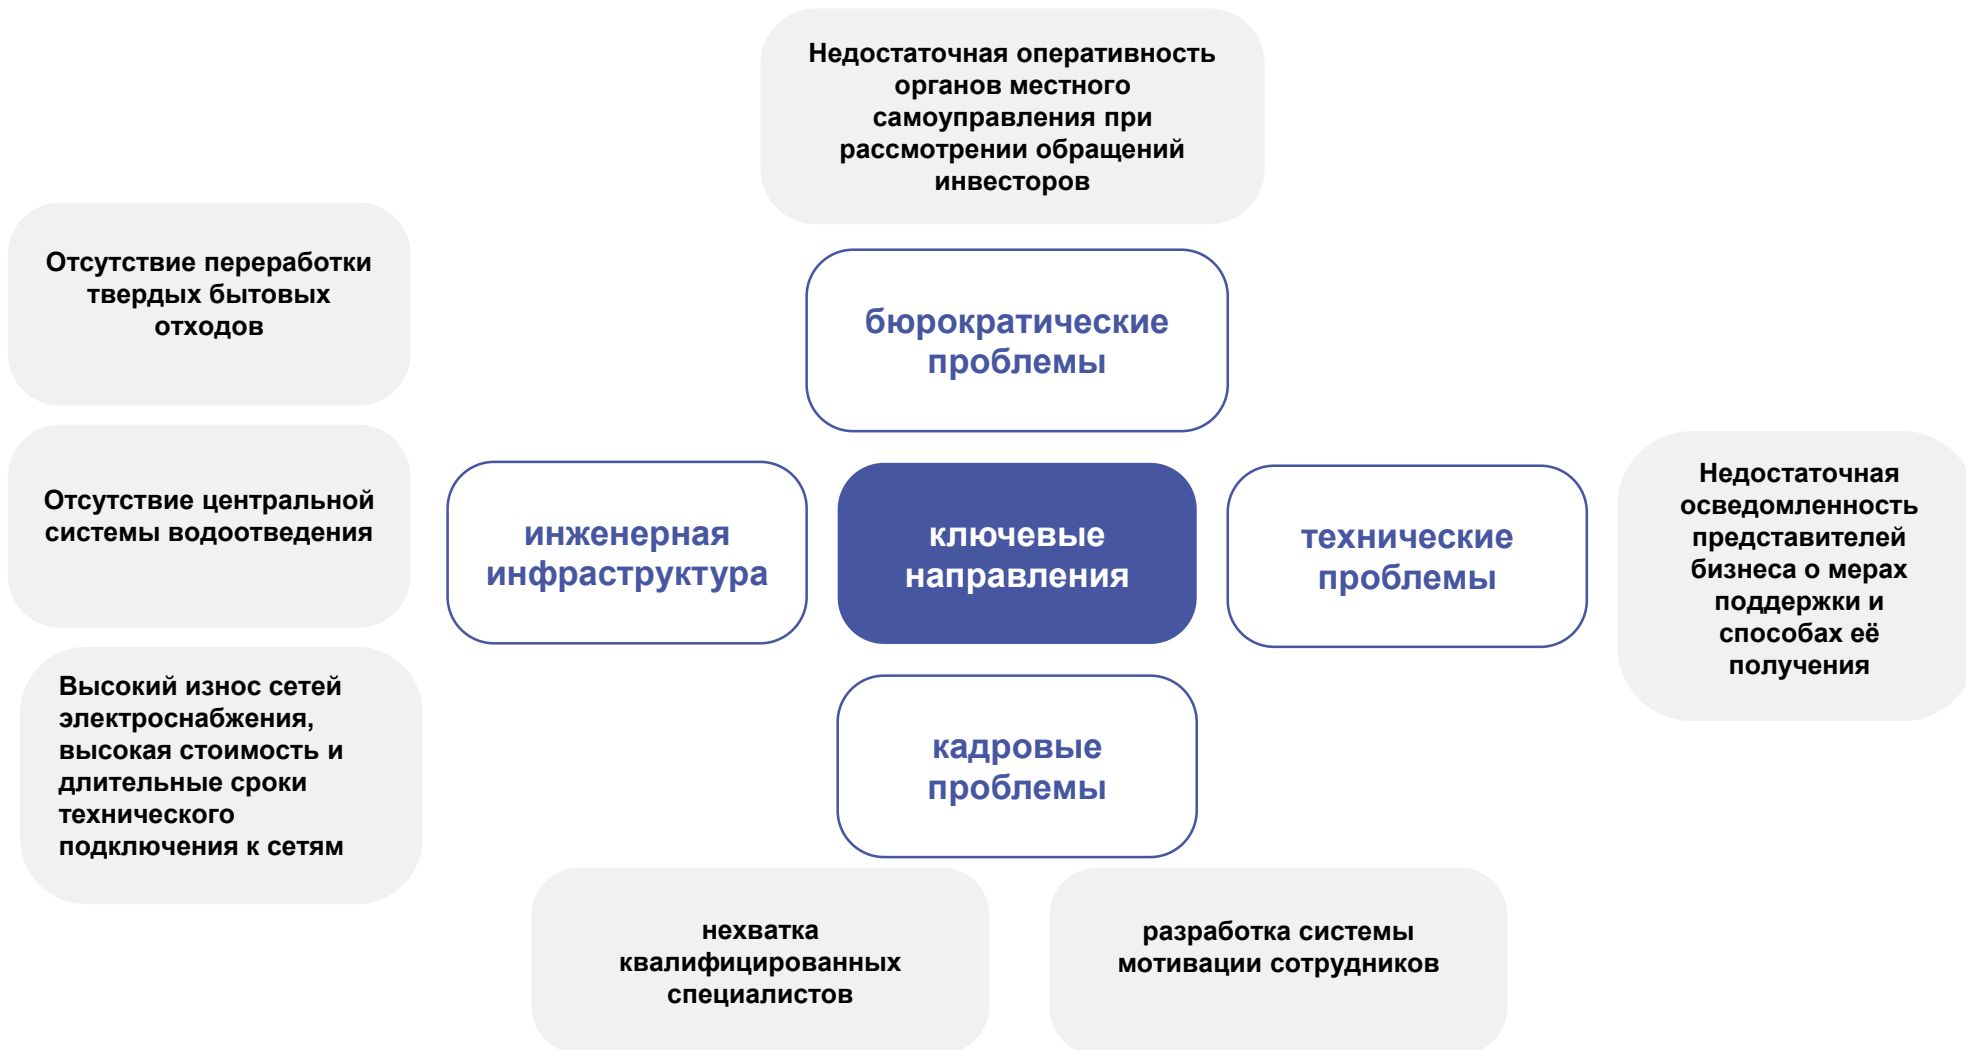 Недостаточная оперативность
органов местного
самоуправления при
рассмотрении обращений
инвесторов
Отсутствие переработки
твердых бытовых
отходов
бюрократические
проблемы
Отсутствие центральной
системы водоотведения
инженерная
инфраструктура
ключевые
направления
технические
проблемы
Недостаточная
осведомленность
представителей
бизнеса о мерах
поддержки и
способах её
получения
Высокий износ сетей
электроснабжения,
высокая стоимость и
длительные сроки
технического
подключения к сетям
кадровые
проблемы
нехватка
квалифицированных
специалистов
разработка системы
мотивации сотрудников